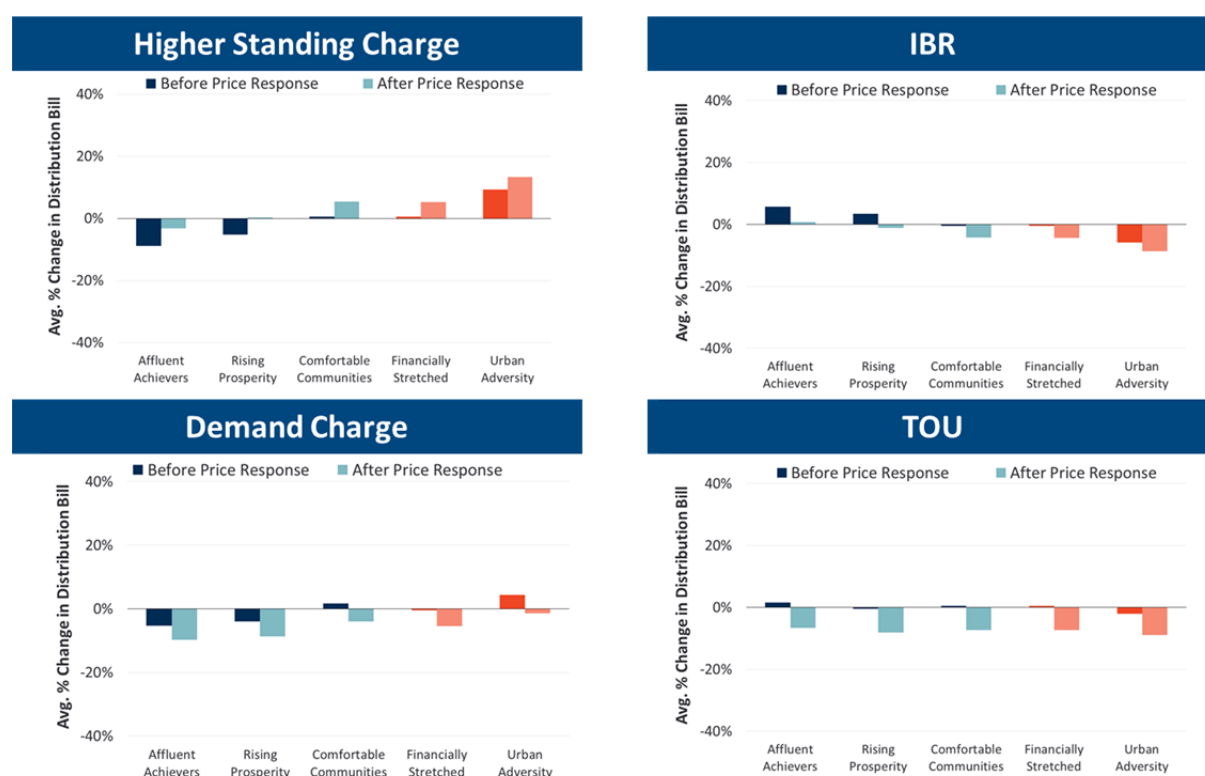 Higher Standing Charge
Before Price Response After Price Response
Avg. % Change in Distribution Bill
40%
20%
0%
-20%
-40%
Affluent Achievers
Rising Prosperity
Comfortable Communities
Financially Stretched
Urban Adversity
IBR
Before Price Response After Price Response
Avg. % Change in Distribution Bill
40%
20%
0%
-20%
-40%
Affluent Achievers
Rising Prosperity
Comfortable Communities
Financially Stretched
Urban Adversity
Demand Charge
Before Price Response After Price Response
Avg. % Change in Distribution Bill
40%
20%
0%
-20%
-40%
Affluent Achievers
Rising Prosperity
Comfortable Communities
Financially Stretched
Urban Adversity
TOU
Before Price Response After Price Response
Avg. % Change in Distribution Bill
40%
20%
0%
-20%
-40%
Affluent Achievers
Rising Prosperity
Comfortable Communities
Financially Stretched
Urban Adversity